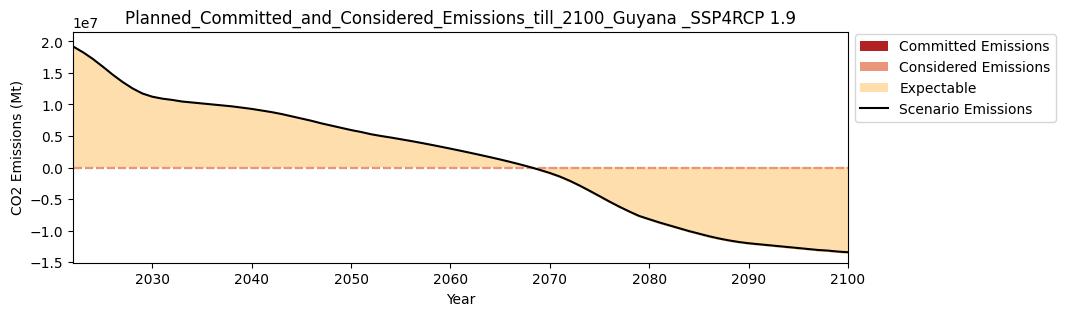 Planned_Committed_and_Considered_Emissions_till_2100_Guyana _SSP4RCP 1.9
1e7
2.0
1.5
1.0
0.5
0.0
−0.5
−1.0
−1.5
CO2 Emissions (Mt)
2030 2040 2050 2060 2070 2080 2090 2100
Year
Committed Emissions
Considered Emissions
Expectable
Scenario Emissions